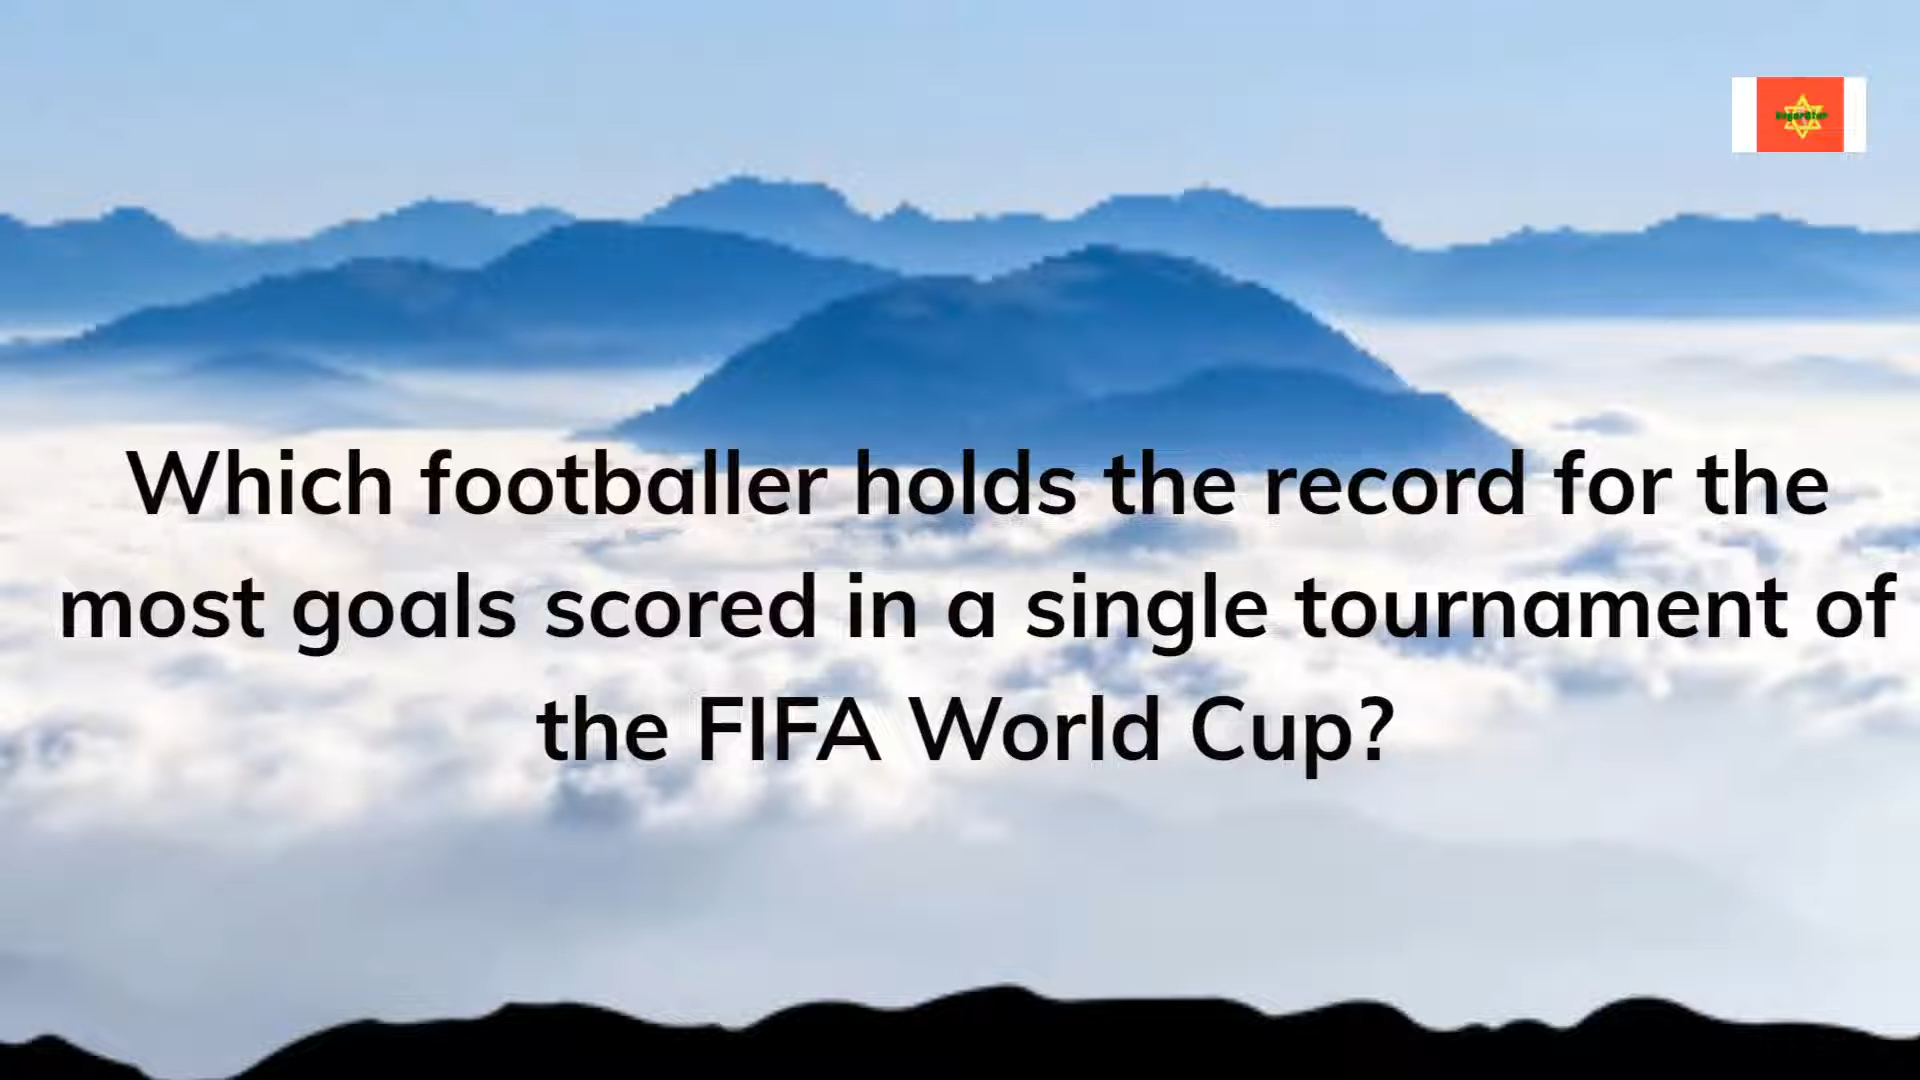 Which footballer holds the record for the
most goals scored in a single tournament of
the FIFA World Cup?